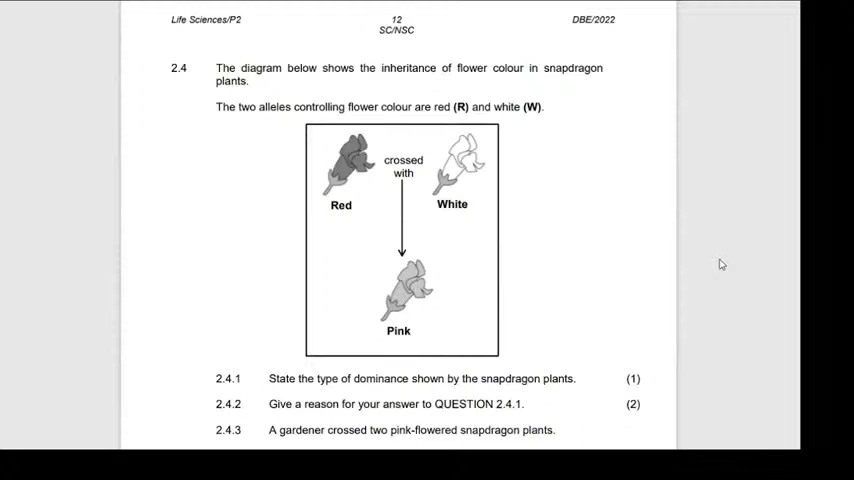 Life Sciences/P2 12 DBE/2022
SC/NSC
2.4 The diagram below shows the inheritance of flower colour in snapdragon
plants.
The two alleles controlling flower colour are red (R) and white (W).
crossed
with
Red White
Pink
2.4.1 State the type of dominance shown by the snapdragon plants. (1)
2.4.2 Give a reason for your answer to QUESTION 2.4.1. (2)
2.4.3 A gardener crossed two pink-flowered snapdragon plants.